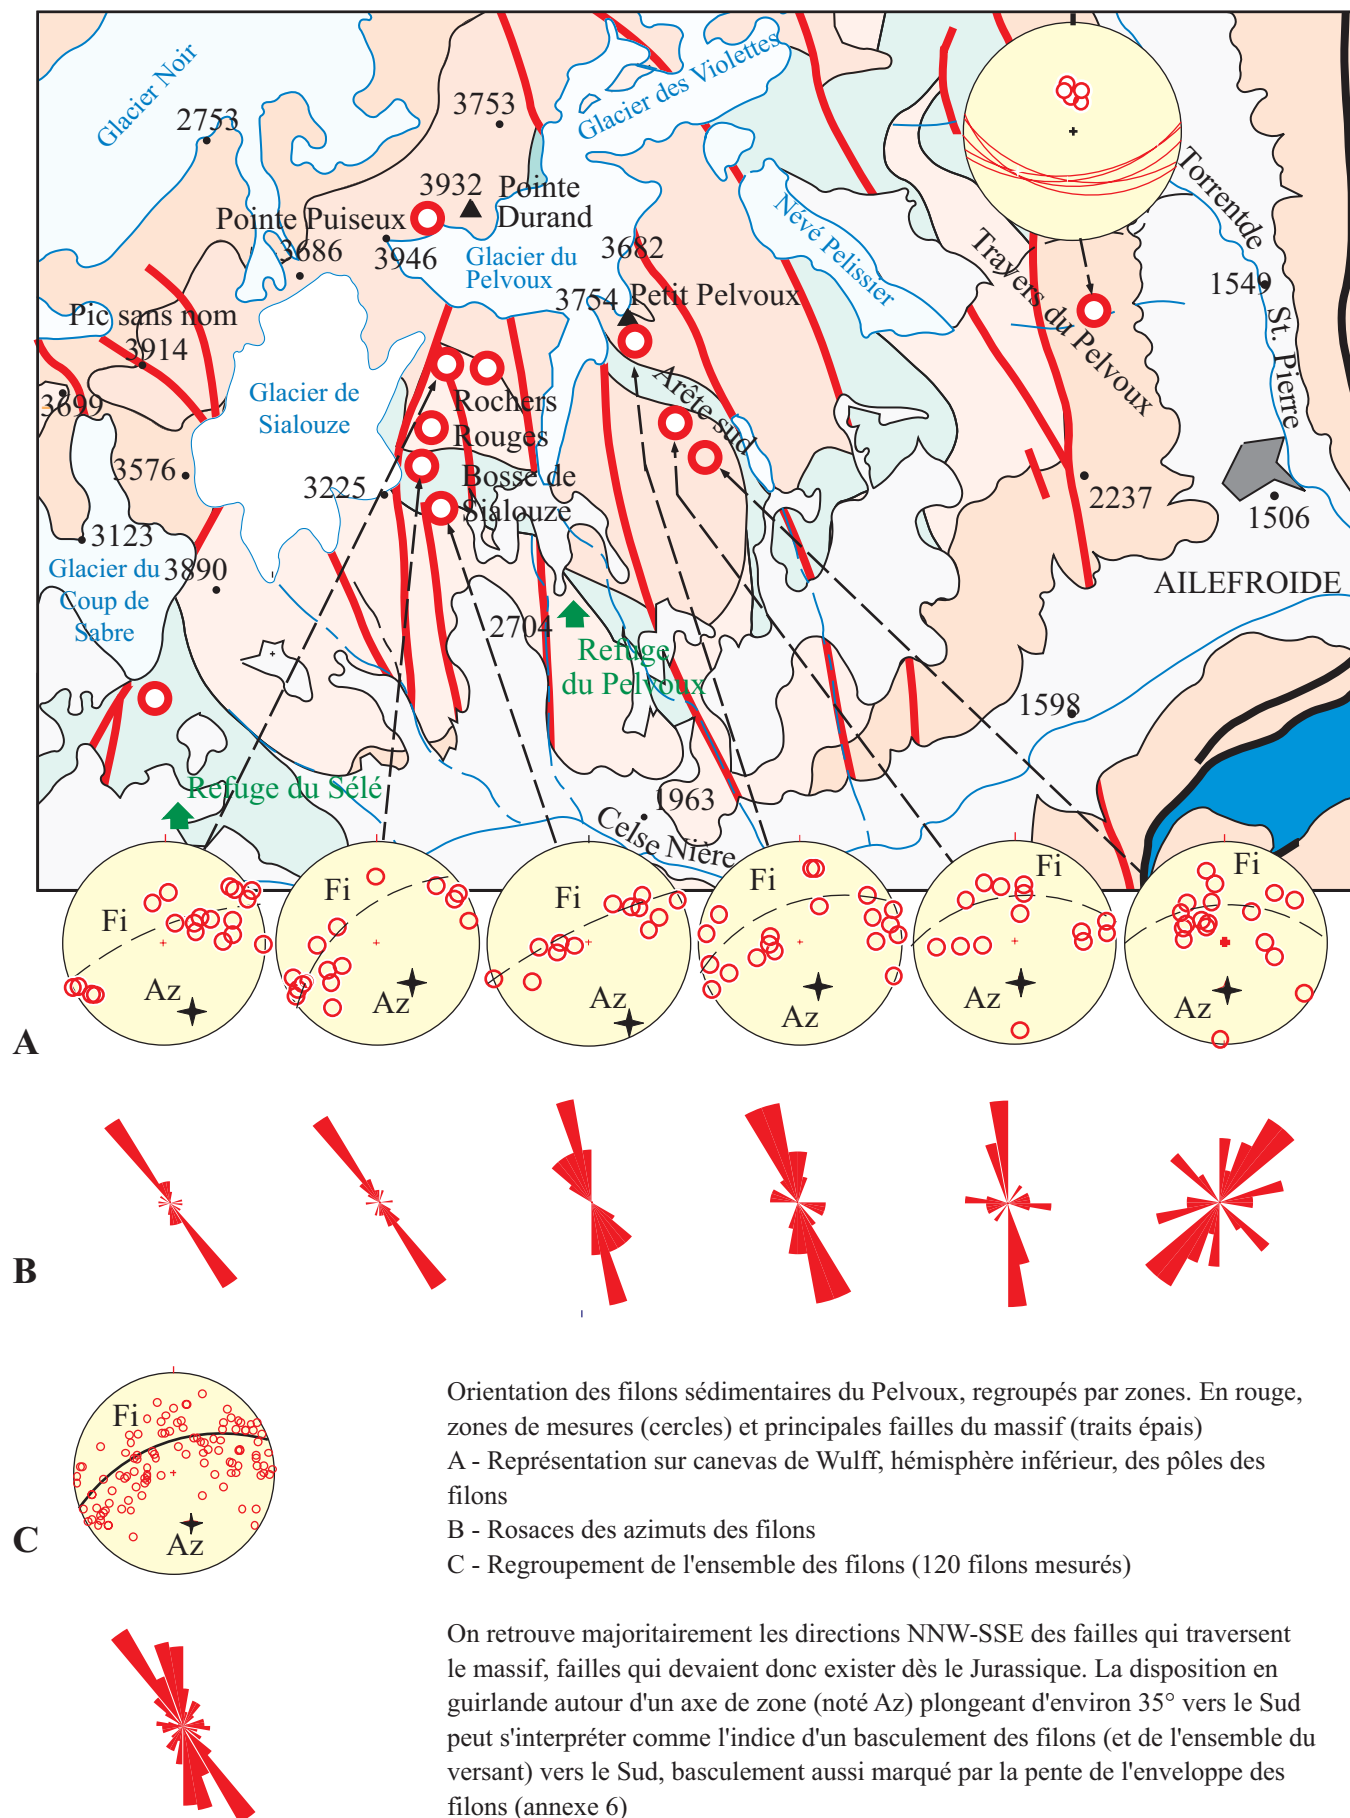 Glacier Noir
2753
3753
Glacier des Violettes
3932
Pointe
Durand
Pointe Puiseux
3686
3946
Glacier du
Pelvoux
3682
Névé Pelissier
Torrent de
St. Pierre
1549
Travers du Pelvoux
Pic sans nom
3914
3754
Petit Pelvoux
3699
Glacier de
Sialouze
Rochers
Rouges
Arête sud
3576
3225
Bosse de
Sialouze
2237
1506
3123
Glacier du
Coup de
Sabre
3890
AILEFROIDE
2704
Refuge
du Pelvoux
1598
Refuge du Sélé
1963
Celse Nière
Fi
Az
Fi
Az
Fi
Az
Fi
Az
Fi
Az
Fi
Az
A
B
Fi
Az
C
Orientation des filons sédimentaires du Pelvoux, regroupés par zones. En rouge,
zones de mesures (cercles) et principales failles du massif (traits épais)
A - Représentation sur canevas de Wulff, hémisphère inférieur, des pôles des
filons
B - Rosaces des azimuts des filons
C - Regroupement de l'ensemble des filons (120 filons mesurés)
On retrouve majoritairement les directions NNW-SSE des failles qui traversent
le massif, failles qui devaient donc exister dès le Jurassique. La disposition en
guirlande autour d'un axe de zone (noté Az) plongeant d'environ 35° vers le Sud
peut s'interpréter comme l'indice d'un basculement des filons (et de l'ensemble du
versant) vers le Sud, basculement aussi marqué par la pente de l'enveloppe des
filons (annexe 6)